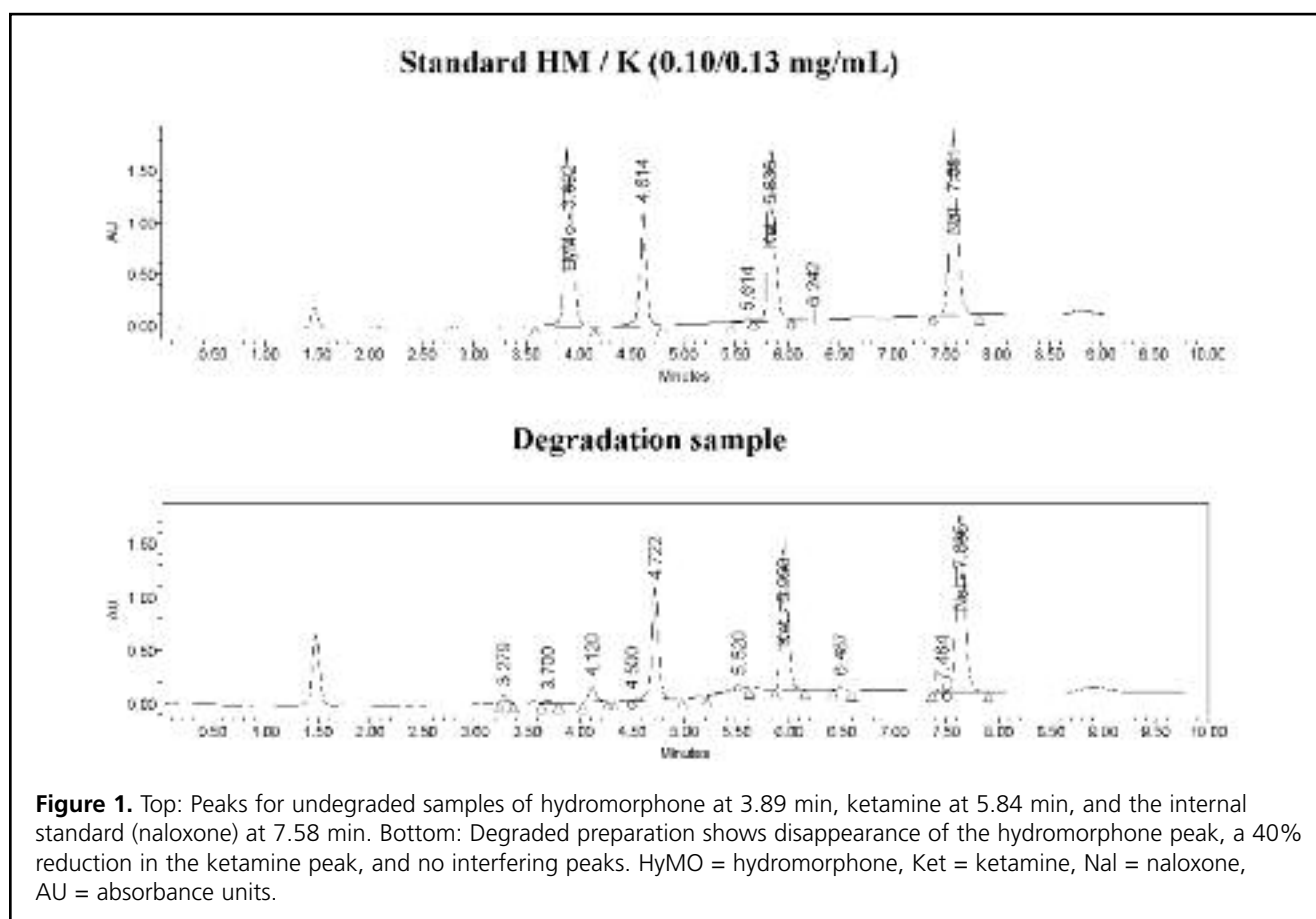 Standard HM / K (0.10/0.13 mg/mL)
1.50
1.00
0.50
0.00
AU
4.614
5.614
6.242
0.50 1.00 1.50 2.00 2.50 3.00 3.50 4.00 4.50 5.00 5.50 6.00 6.50 7.00 7.50 8.00 8.50 9.00 9.50 10.00
Minutes
Degradation sample
1.50
1.00
0.50
0.00
AU
3.279
3.700
4.120
4.500
4.722
5.520
7.464
0.50 1.00 1.50 2.00 2.50 3.00 3.50 4.00 4.50 5.00 5.50 6.00 6.50 7.00 7.50 8.00 8.50 9.00 9.50 10.00
Minutes
Figure 1. Top: Peaks for undegraded samples of hydromorphone at 3.89 min, ketamine at 5.84 min, and the internal
standard (naloxone) at 7.58 min. Bottom: Degraded preparation shows disappearance of the hydromorphone peak, a 40%
reduction in the ketamine peak, and no interfering peaks. HyMO = hydromorphone, Ket = ketamine, Nal = naloxone,
AU = absorbance units.